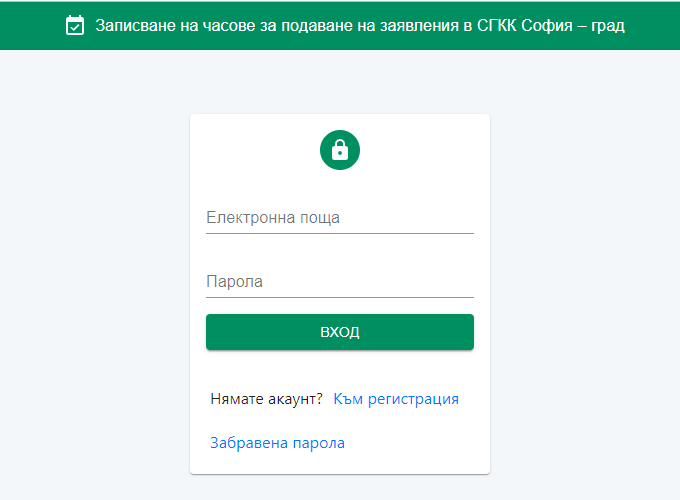 Записване на часове за подаване на заявления в СГКК София – град
Електронна поща
Парола
ВХОД
Нямате акаунт? Към регистрация
Забравена парола